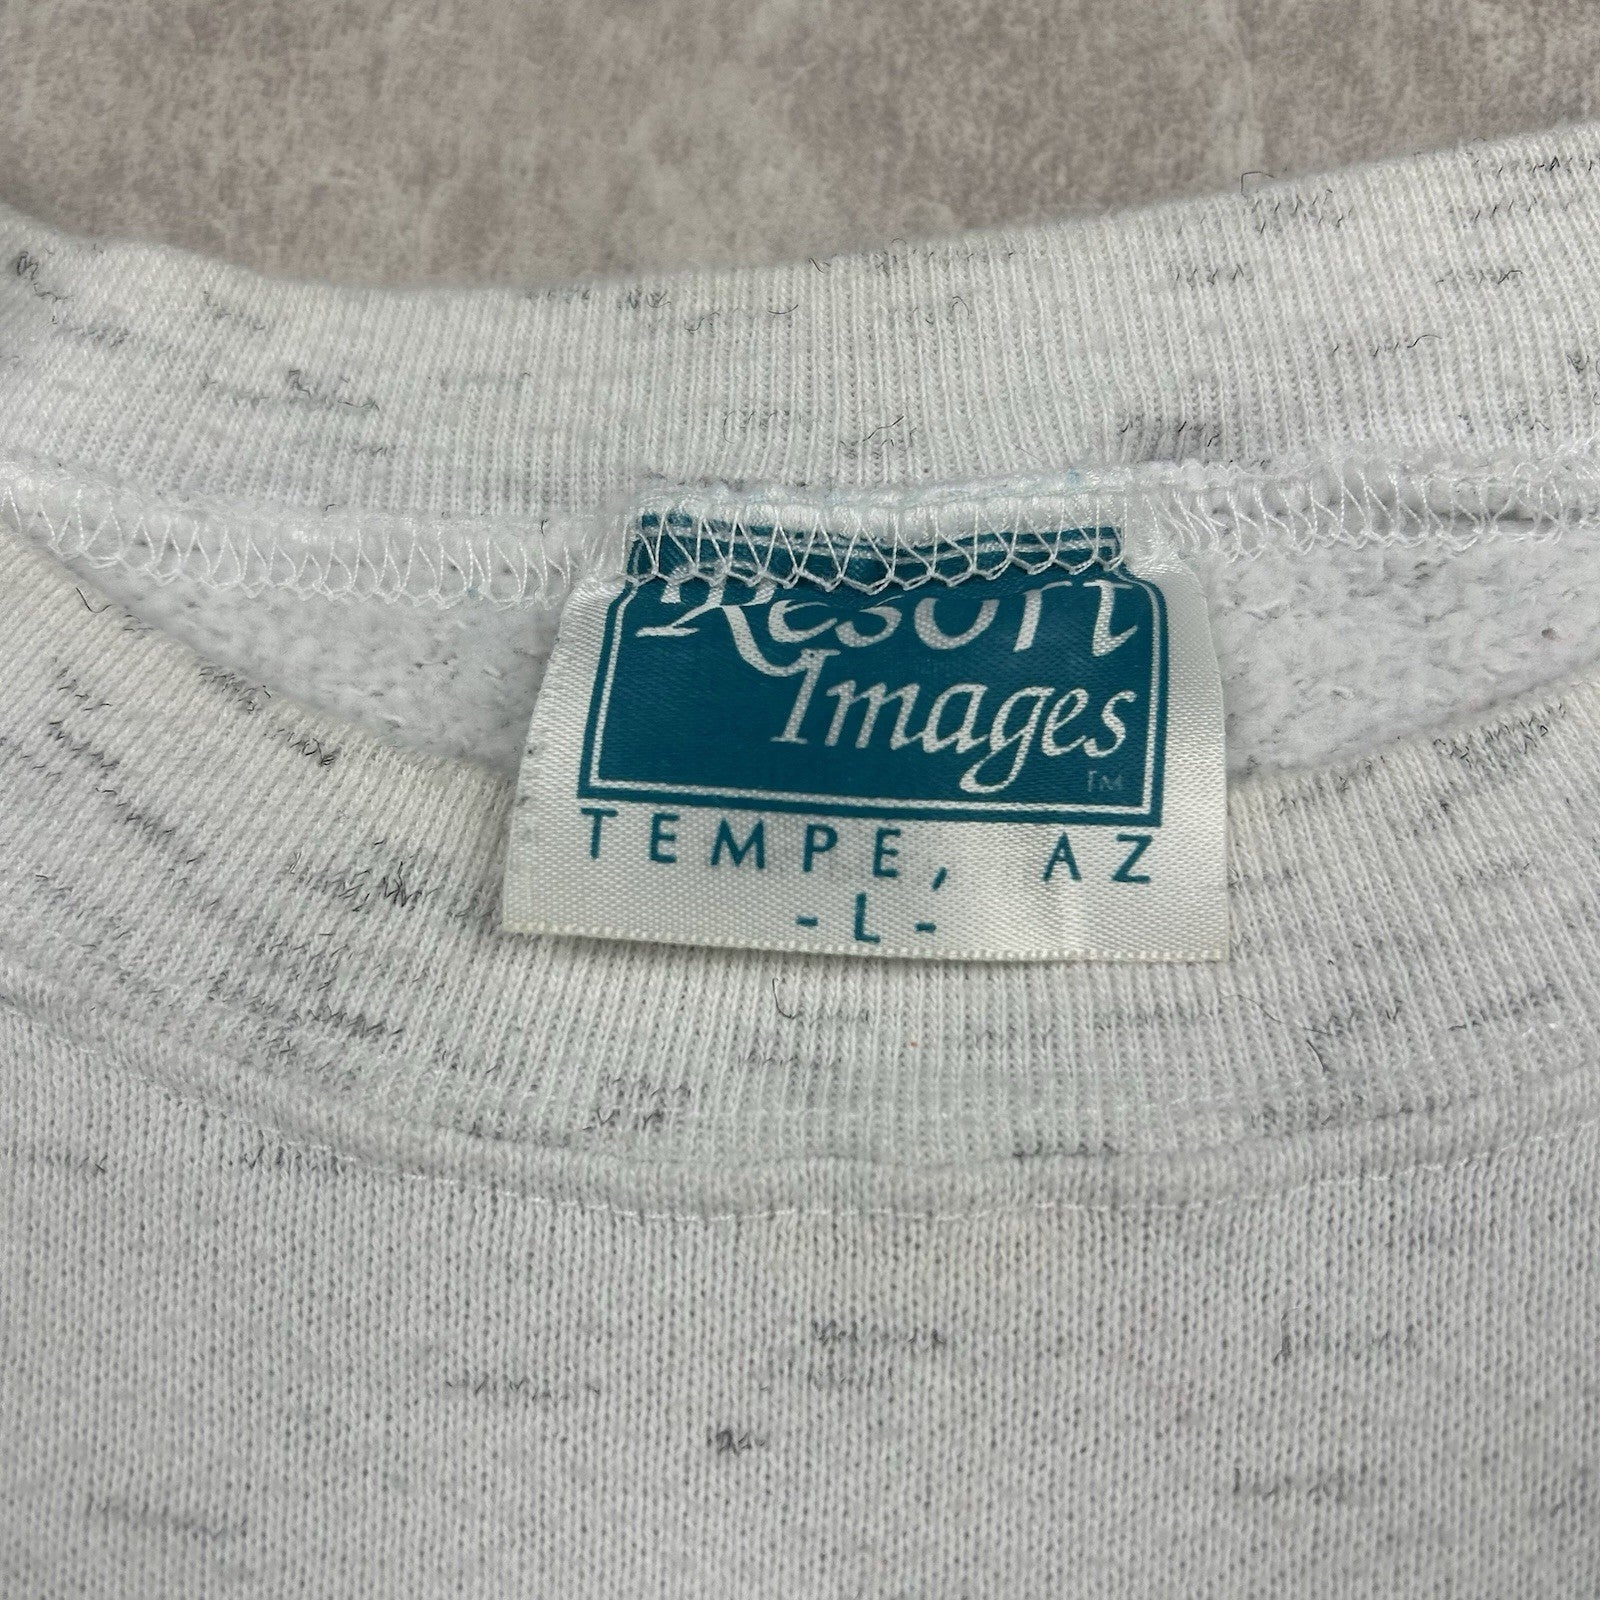 Resort
Images
TM
TEMPE, AZ
-L-